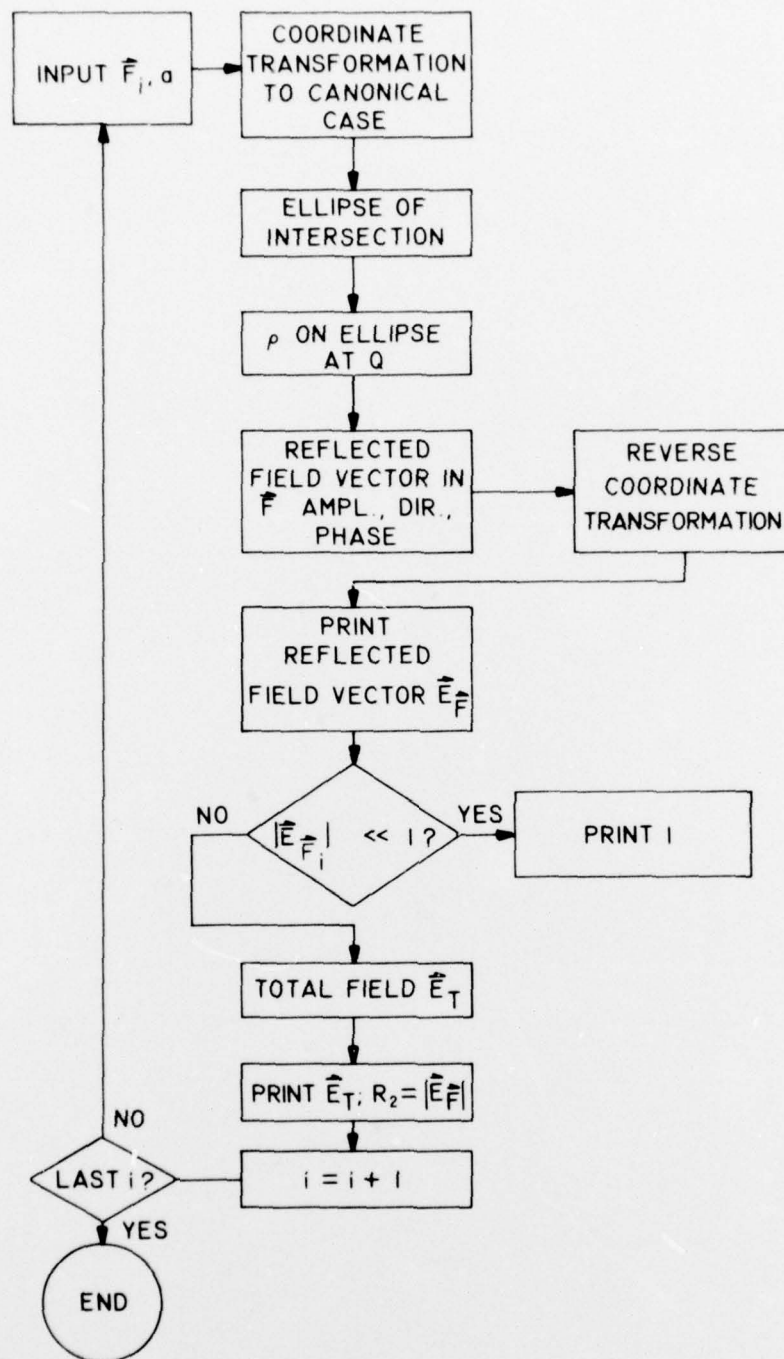 INPUT F⃗i, a
COORDINATE
TRANSFORMATION
TO CANONICAL
CASE
ELLIPSE OF
INTERSECTION
ρ ON ELLIPSE
AT Q
REFLECTED
FIELD VECTOR IN
F⃗ AMPL., DIR.,
PHASE
REVERSE
COORDINATE
TRANSFORMATION
PRINT
REFLECTED
FIELD VECTOR E⃗F⃗
NO
|E⃗F⃗i| << 1?
YES
PRINT 1
TOTAL FIELD E⃗T
PRINT E⃗T; R2=|E⃗F⃗|
NO
LAST i?
i = i + 1
YES
END